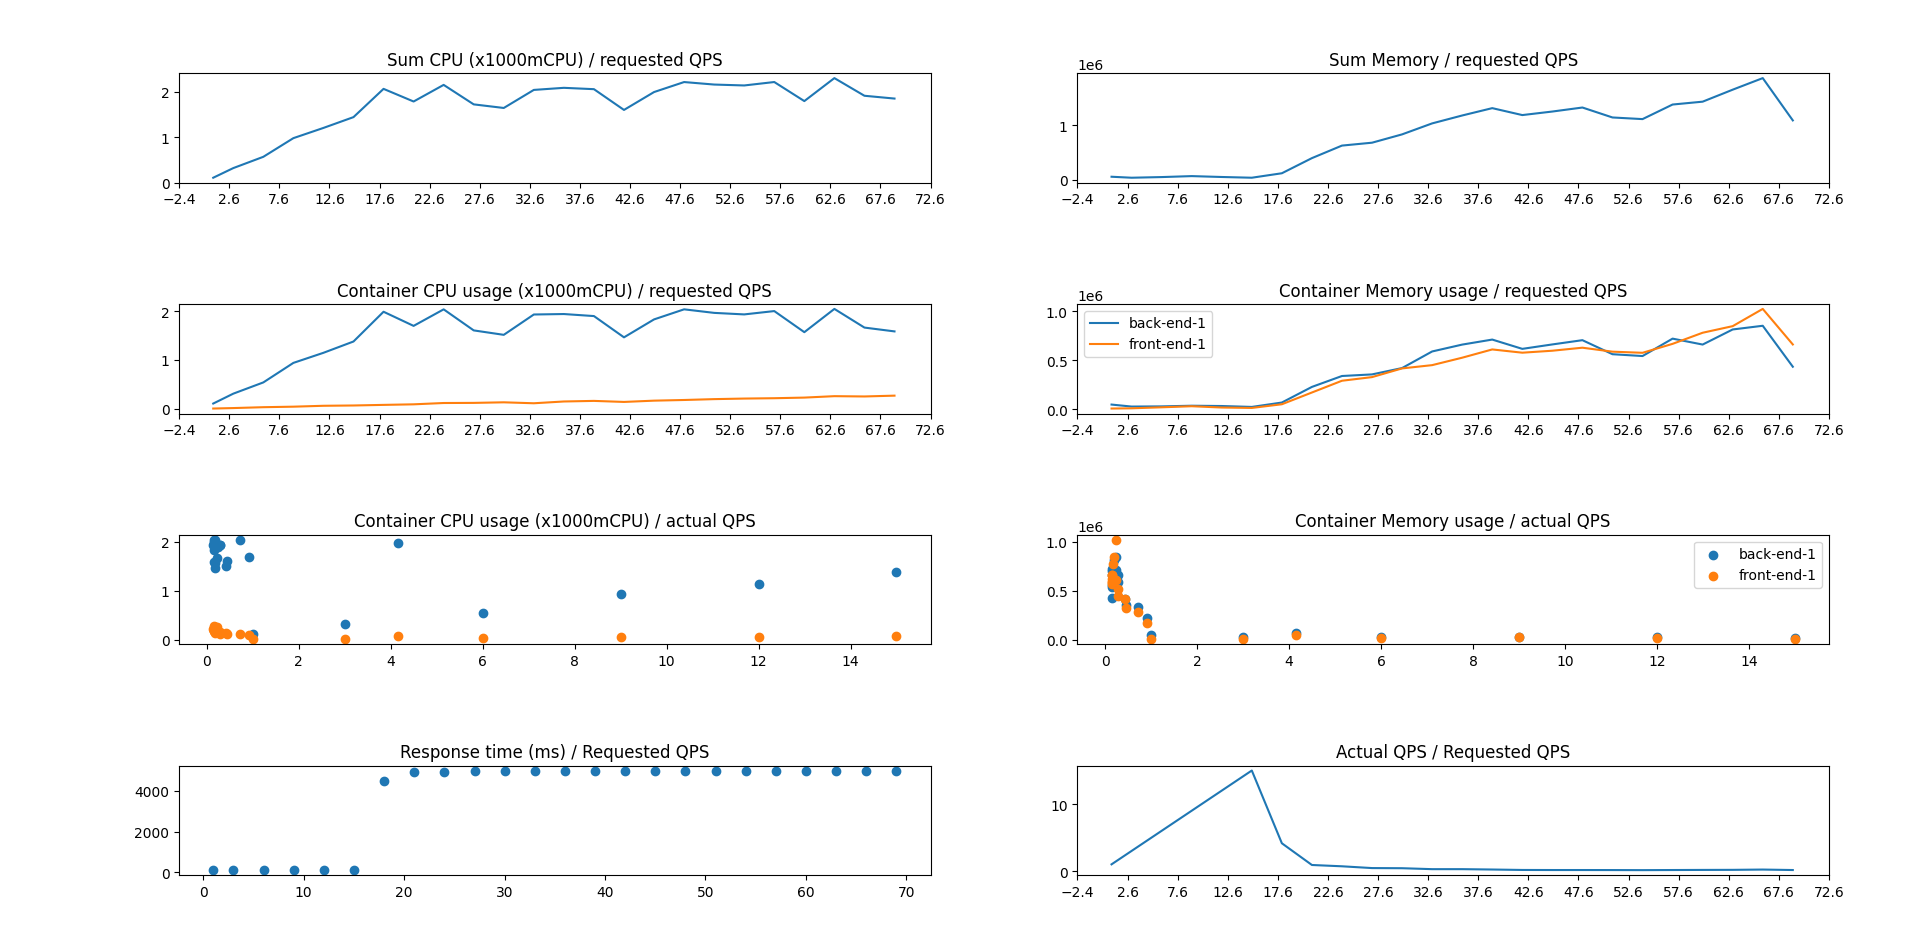 Sum CPU (x1000mCPU) / requested QPS
2
1
0
−2.4 2.6 7.6 12.6 17.6 22.6 27.6 32.6 37.6 42.6 47.6 52.6 57.6 62.6 67.6 72.6
Sum Memory / requested QPS
1e6
1
0
−2.4 2.6 7.6 12.6 17.6 22.6 27.6 32.6 37.6 42.6 47.6 52.6 57.6 62.6 67.6 72.6
Container CPU usage (x1000mCPU) / requested QPS
2
1
0
−2.4 2.6 7.6 12.6 17.6 22.6 27.6 32.6 37.6 42.6 47.6 52.6 57.6 62.6 67.6 72.6
Container Memory usage / requested QPS
1e6
1.0
0.5
0.0
back-end-1
front-end-1
−2.4 2.6 7.6 12.6 17.6 22.6 27.6 32.6 37.6 42.6 47.6 52.6 57.6 62.6 67.6 72.6
Container CPU usage (x1000mCPU) / actual QPS
2
1
0
0 2 4 6 8 10 12 14
Container Memory usage / actual QPS
1e6
1.0
0.5
0.0
back-end-1
front-end-1
0 2 4 6 8 10 12 14
Response time (ms) / Requested QPS
4000
2000
0
0 10 20 30 40 50 60 70
Actual QPS / Requested QPS
10
0
−2.4 2.6 7.6 12.6 17.6 22.6 27.6 32.6 37.6 42.6 47.6 52.6 57.6 62.6 67.6 72.6